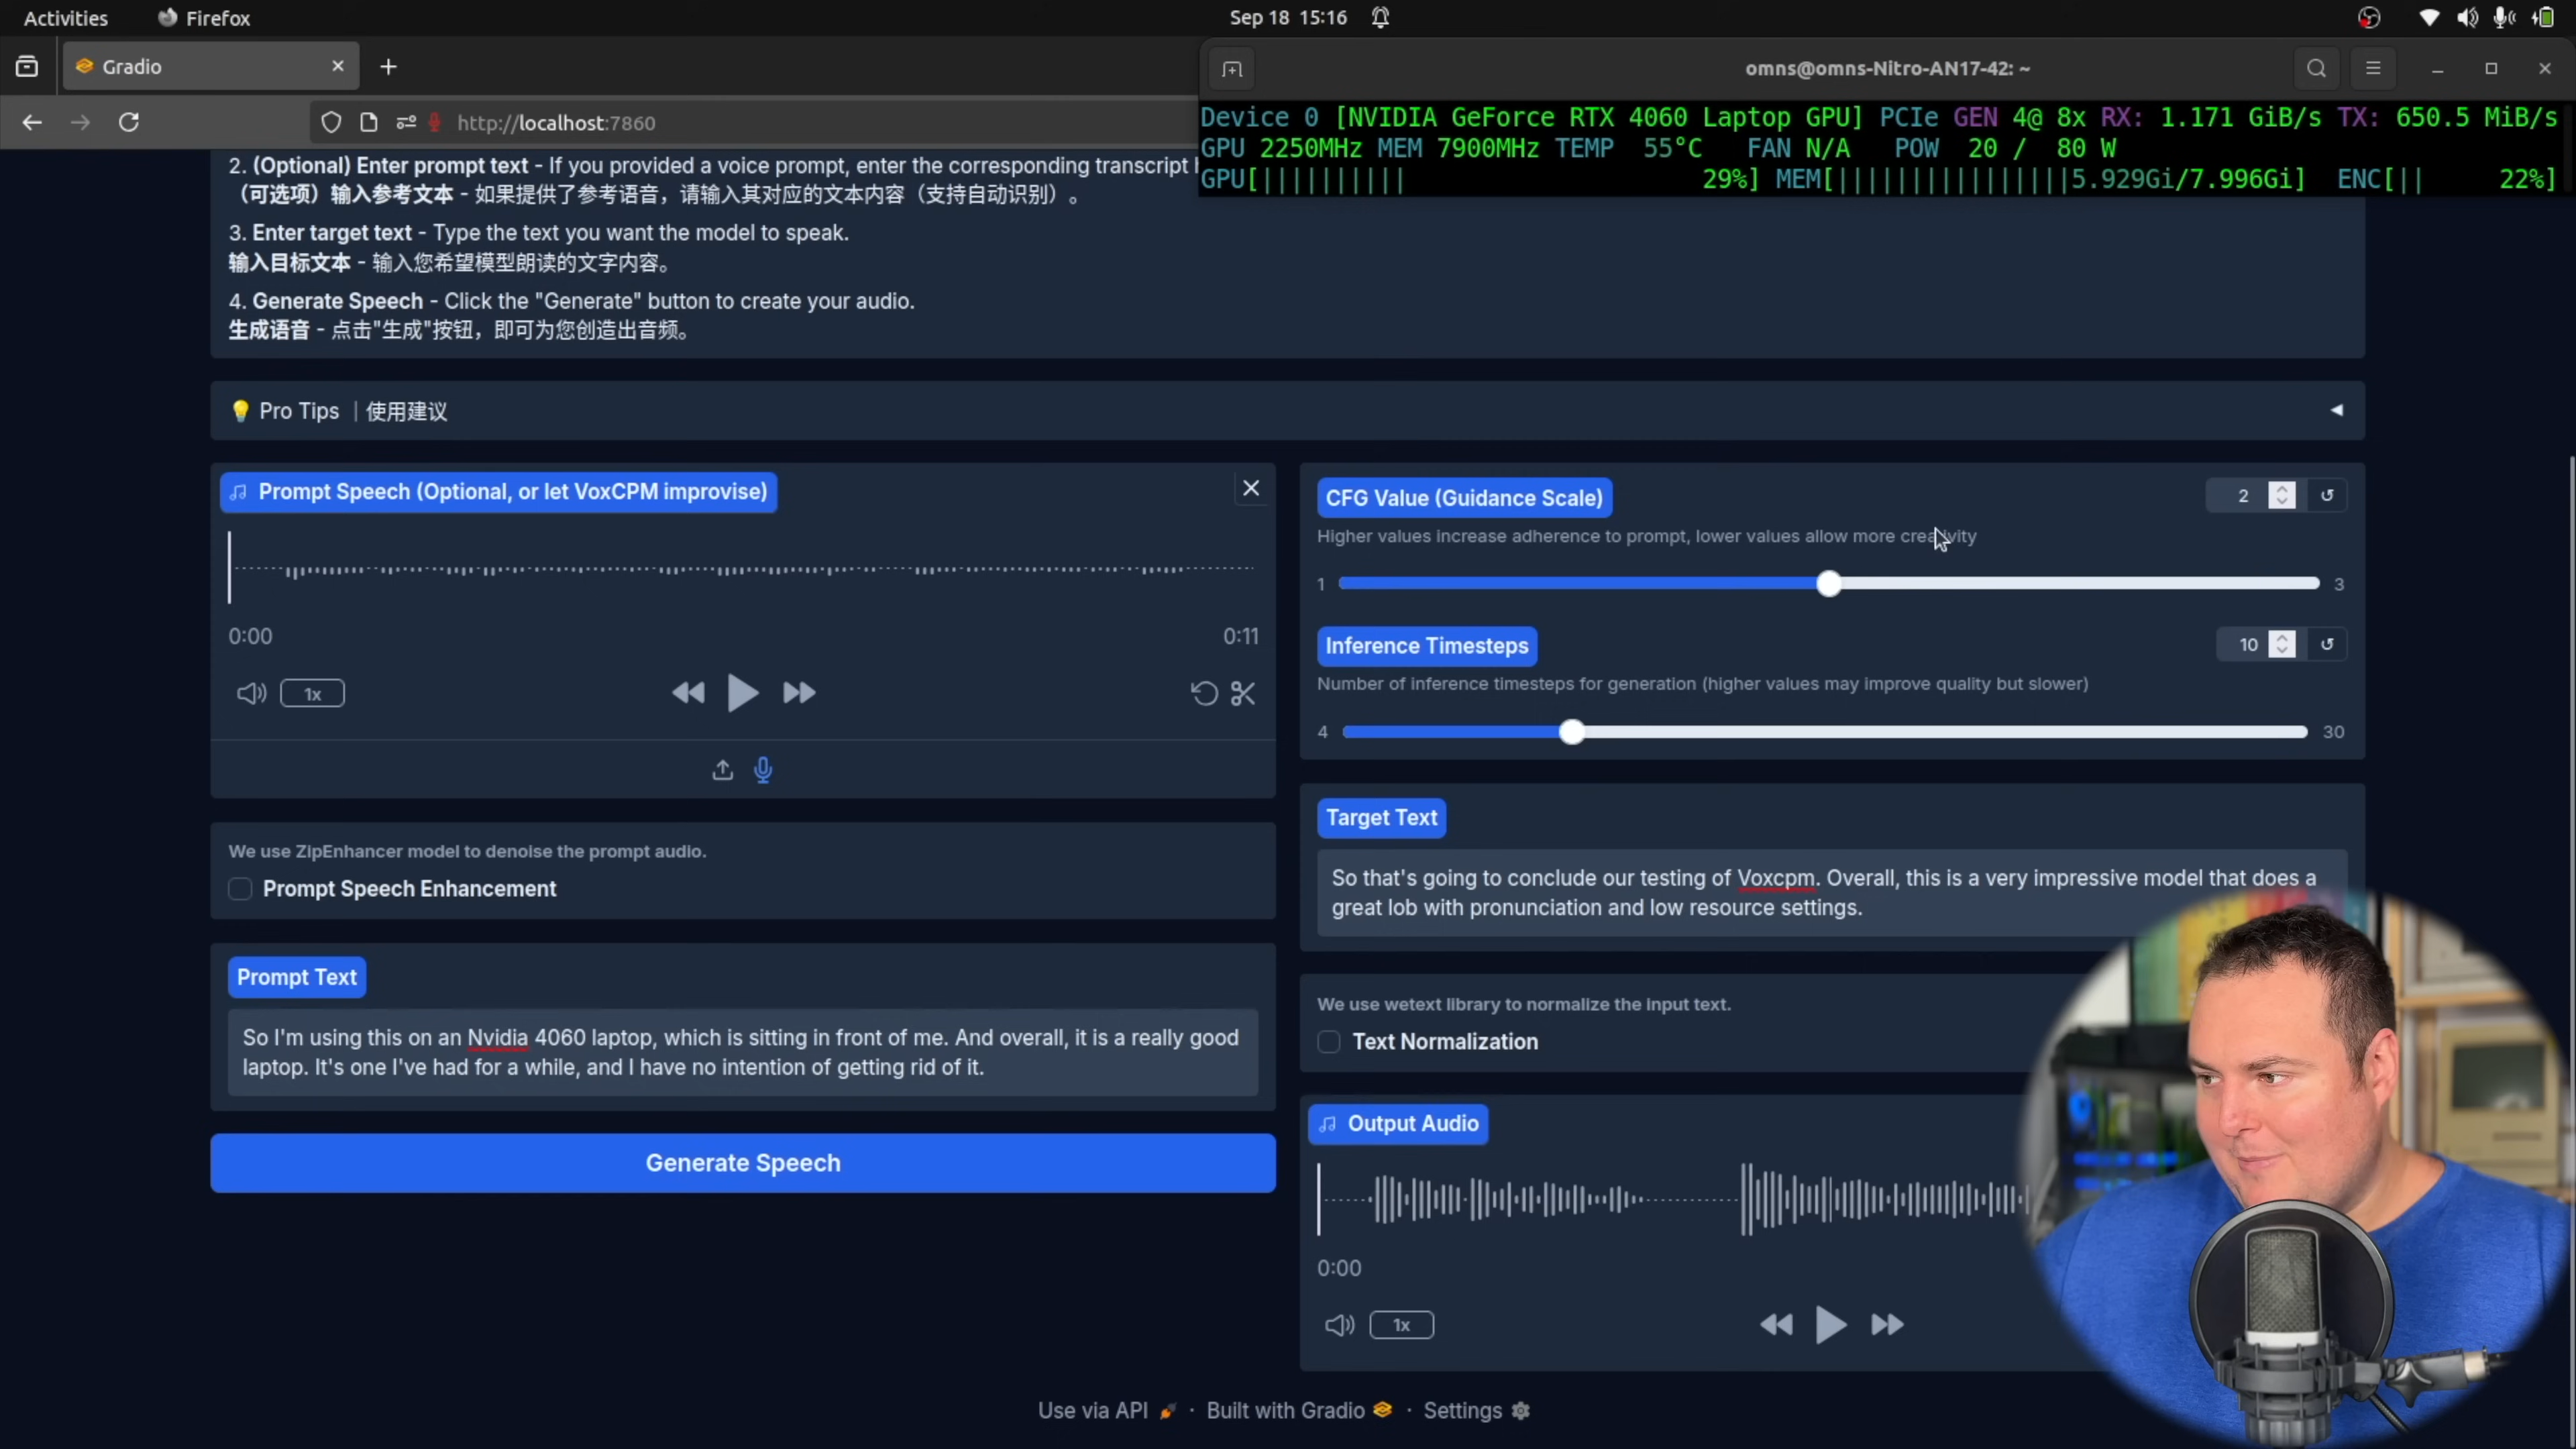 Activities
Firefox
Sep 18 15:16
Gradio
omns@omns-Nitro-AN17-42: ~
http://localhost:7860
Device 0 [NVIDIA GeForce RTX 4060 Laptop GPU] PCIe GEN 4@ 8x RX: 1.171 GiB/s TX: 650.5 MiB/s
GPU 2250MHz MEM 7900MHz TEMP 55°C FAN N/A POW 20 / 80 W
GPU[|||||||||| 29%] MEM[||||||||||||||||5.929Gi/7.996Gi] ENC[|| 22%]
2. (Optional) Enter prompt text - If you provided a voice prompt, enter the corresponding transcript
（可选项）输入参考文本 - 如果提供了参考语音，请输入其对应的文本内容（支持自动识别）。
3. Enter target text - Type the text you want the model to speak.
输入目标文本 - 输入您希望模型朗读的文字内容。
4. Generate Speech - Click the "Generate" button to create your audio.
生成语音 - 点击"生成"按钮，即可为您创造出音频。
💡 Pro Tips ｜使用建议
Prompt Speech (Optional, or let VoxCPM improvise)
0:00
0:11
1x
We use ZipEnhancer model to denoise the prompt audio.
Prompt Speech Enhancement
Prompt Text
So I'm using this on an Nvidia 4060 laptop, which is sitting in front of me. And overall, it is a really good
laptop. It's one I've had for a while, and I have no intention of getting rid of it.
Generate Speech
CFG Value (Guidance Scale)
2
Higher values increase adherence to prompt, lower values allow more creativity
1
3
Inference Timesteps
10
Number of inference timesteps for generation (higher values may improve quality but slower)
4
30
Target Text
So that's going to conclude our testing of Voxcpm. Overall, this is a very impressive model that does a
great lob with pronunciation and low resource settings.
We use wetext library to normalize the input text.
Text Normalization
Output Audio
0:00
1x
Use via API · Built with Gradio · Settings